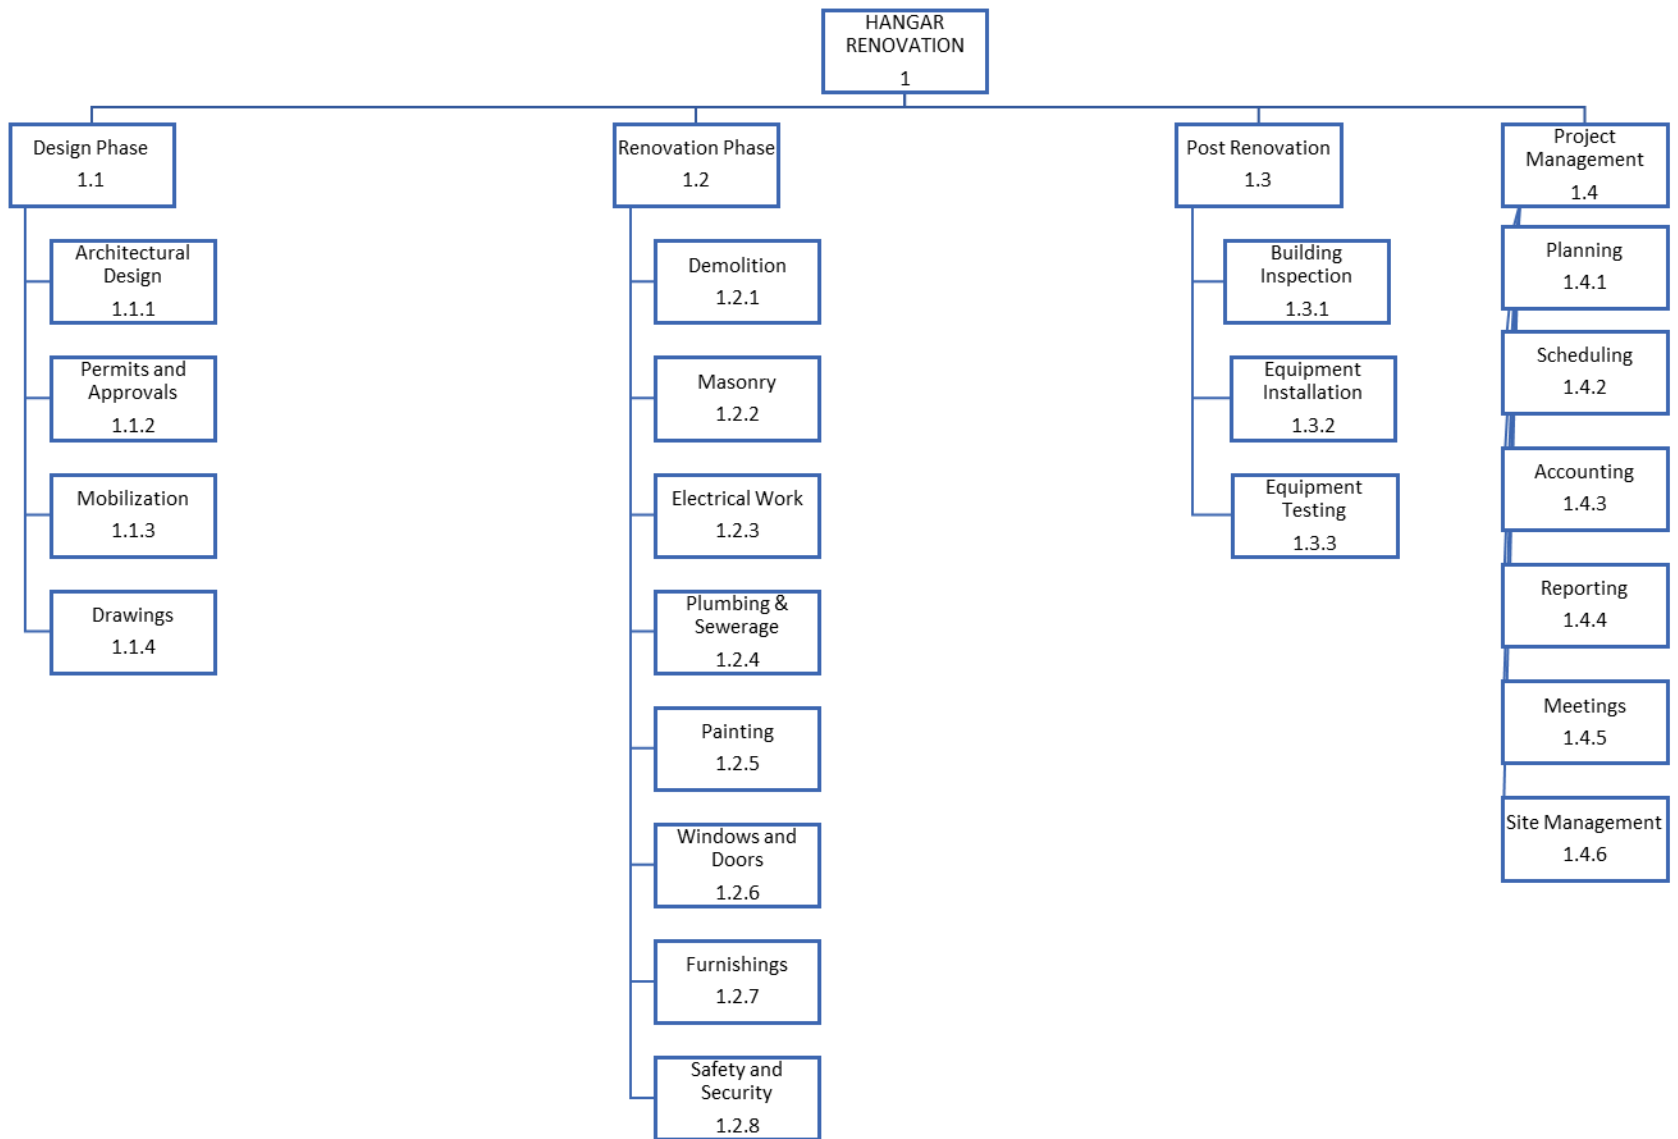 HANGAR
RENOVATION
1
Design Phase
1.1
Architectural
Design
1.1.1
Permits and
Approvals
1.1.2
Mobilization
1.1.3
Drawings
1.1.4
Renovation Phase
1.2
Demolition
1.2.1
Masonry
1.2.2
Electrical Work
1.2.3
Plumbing &
Sewerage
1.2.4
Painting
1.2.5
Windows and
Doors
1.2.6
Furnishings
1.2.7
Safety and
Security
1.2.8
Post Renovation
1.3
Building
Inspection
1.3.1
Equipment
Installation
1.3.2
Equipment
Testing
1.3.3
Project
Management
1.4
Planning
1.4.1
Scheduling
1.4.2
Accounting
1.4.3
Reporting
1.4.4
Meetings
1.4.5
Site Management
1.4.6